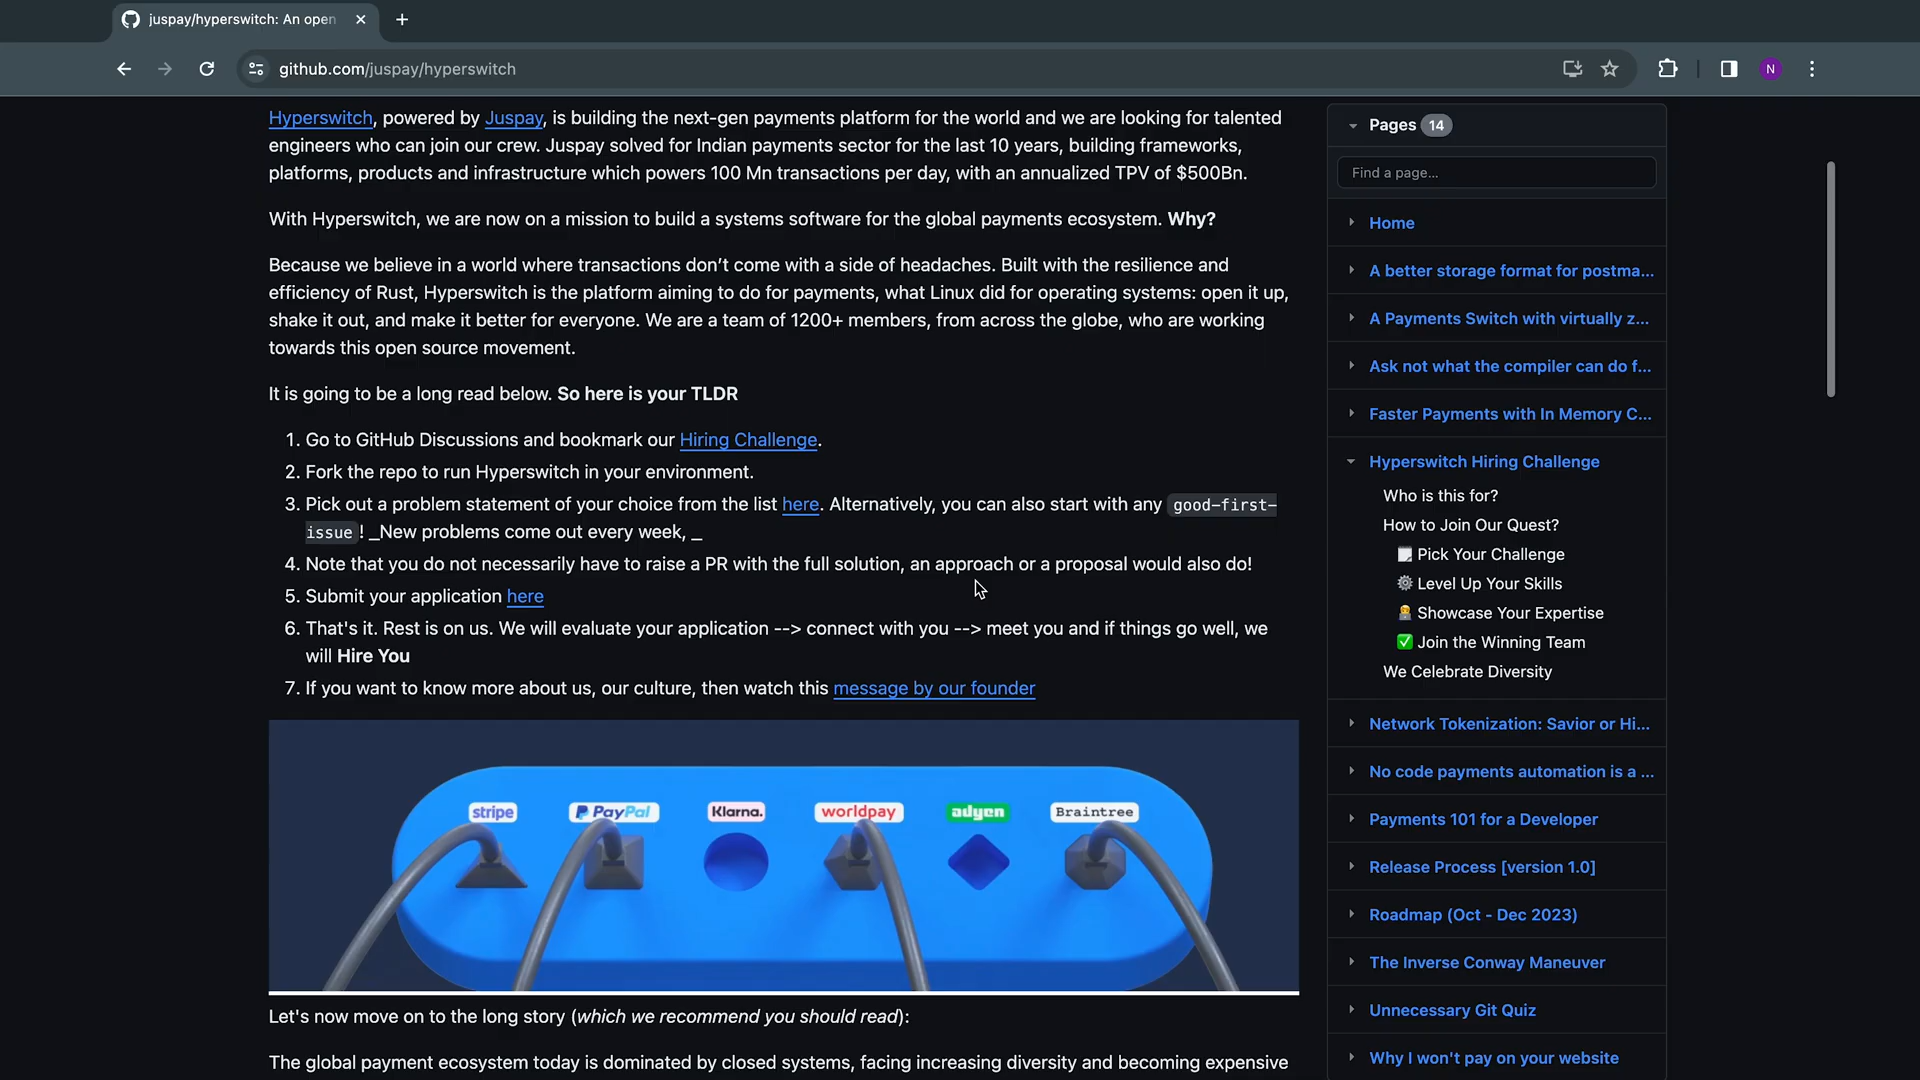 juspay/hyperswitch: An open
github.com/juspay/hyperswitch
N
Hyperswitch, powered by Juspay, is building the next-gen payments platform for the world and we are looking for talented
engineers who can join our crew. Juspay solved for Indian payments sector for the last 10 years, building frameworks,
platforms, products and infrastructure which powers 100 Mn transactions per day, with an annualized TPV of $500Bn.
With Hyperswitch, we are now on a mission to build a systems software for the global payments ecosystem. Why?
Because we believe in a world where transactions don’t come with a side of headaches. Built with the resilience and
efficiency of Rust, Hyperswitch is the platform aiming to do for payments, what Linux did for operating systems: open it up,
shake it out, and make it better for everyone. We are a team of 1200+ members, from across the globe, who are working
towards this open source movement.
It is going to be a long read below. So here is your TLDR
1. Go to GitHub Discussions and bookmark our Hiring Challenge.
2. Fork the repo to run Hyperswitch in your environment.
3. Pick out a problem statement of your choice from the list here. Alternatively, you can also start with any good-first-
issue! _New problems come out every week, _
4. Note that you do not necessarily have to raise a PR with the full solution, an approach or a proposal would also do!
5. Submit your application here
6. That's it. Rest is on us. We will evaluate your application --> connect with you --> meet you and if things go well, we
will Hire You
7. If you want to know more about us, our culture, then watch this message by our founder
stripe PayPal Klarna. worldpay adyen Braintree
Let's now move on to the long story (which we recommend you should read):
The global payment ecosystem today is dominated by closed systems, facing increasing diversity and becoming expensive
Pages 14
Find a page...
Home
A better storage format for postma...
A Payments Switch with virtually z...
Ask not what the compiler can do f...
Faster Payments with In Memory C...
Hyperswitch Hiring Challenge
Who is this for?
How to Join Our Quest?
Pick Your Challenge
Level Up Your Skills
Showcase Your Expertise
Join the Winning Team
We Celebrate Diversity
Network Tokenization: Savior or Hi...
No code payments automation is a ...
Payments 101 for a Developer
Release Process [version 1.0]
Roadmap (Oct - Dec 2023)
The Inverse Conway Maneuver
Unnecessary Git Quiz
Why I won't pay on your website